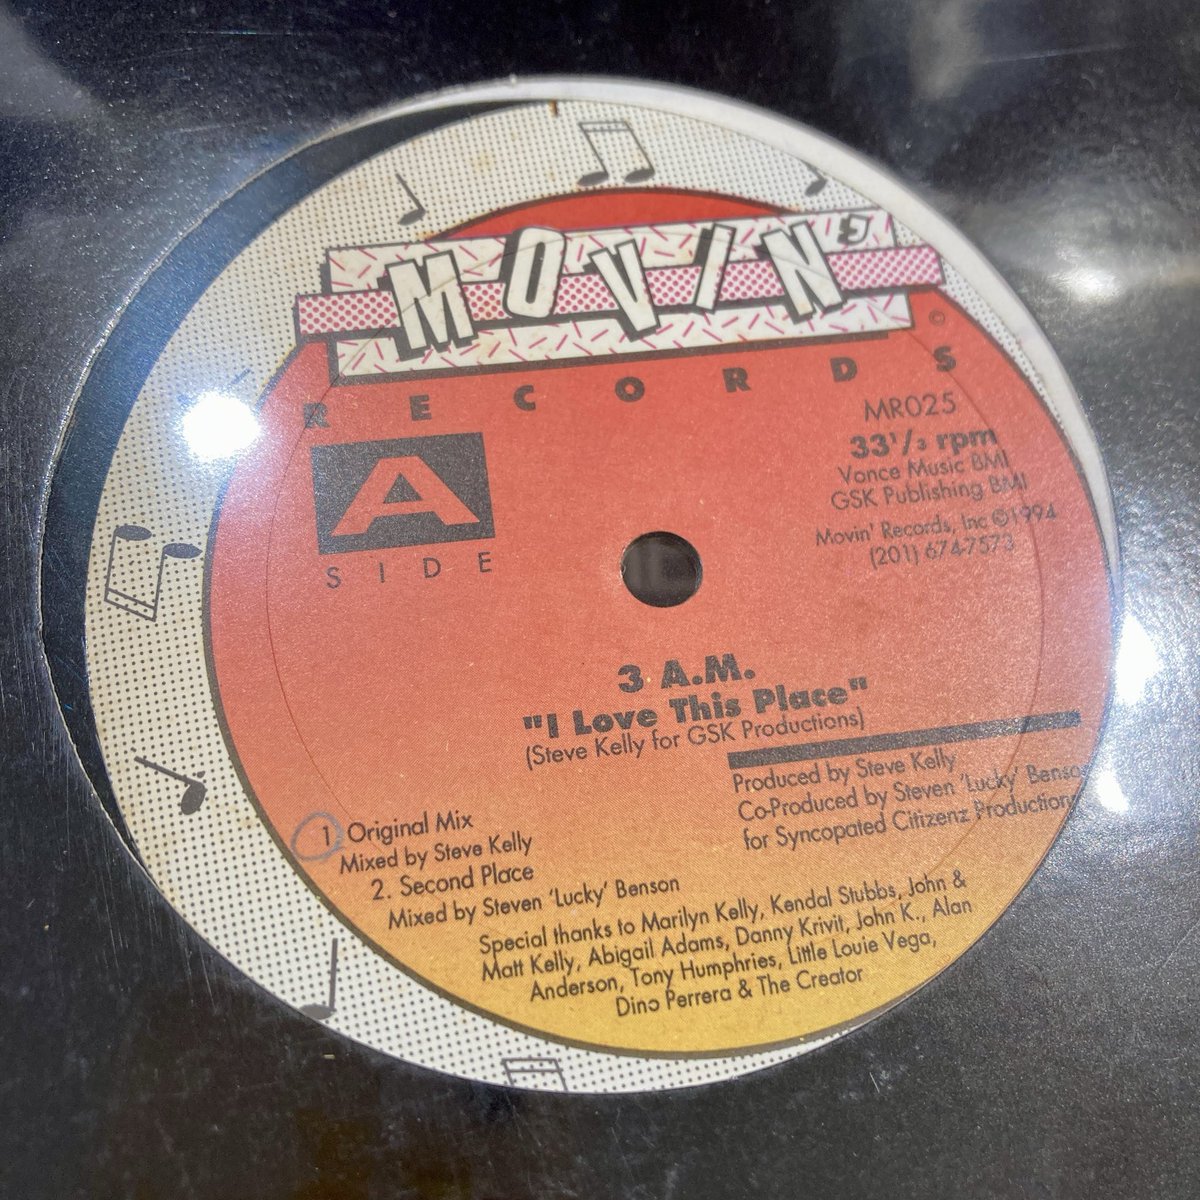 MOVIN'
RECORDS
©
MR025
33 1/3 rpm
Vonce Music BMI
GSK Publishing BMI
Movin' Records, Inc ©1994
(201) 674-7573
A
SIDE
3 A.M.
"I Love This Place"
(Steve Kelly for GSK Productions)
Produced by Steve Kelly
Co-Produced by Steven 'Lucky' Benson
for Syncopated Citizenz Production
1. Original Mix
Mixed by Steve Kelly
2. Second Place
Mixed by Steven 'Lucky' Benson
Special thanks to Marilyn Kelly, Kendal Stubbs, John &
Matt Kelly, Abigail Adams, Danny Krivit, John K., Alan
Anderson, Tony Humphries, Little Louie Vega,
Dino Perrera & The Creator